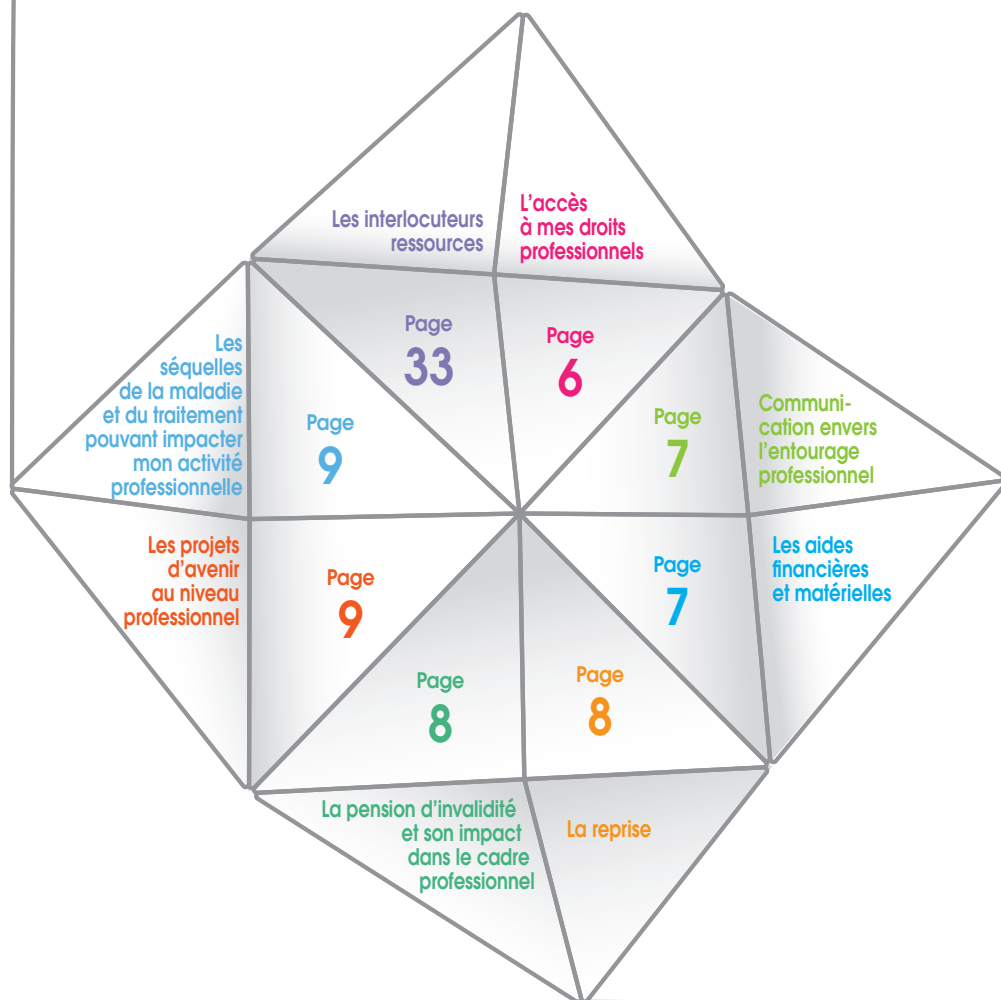 Les interlocuteurs
ressources
L'accès
à mes droits
professionnels
Page
33
Page
6
Les
séquelles
de la maladie
et du traitement
pouvant impacter
mon activité
professionnelle
Page
9
Page
7
Communi-
cation envers
l'entourage
professionnel
Les projets
d'avenir
au niveau
professionnel
Page
9
Page
7
Les aides
financières
et matérielles
Page
8
Page
8
La pension d'invalidité
et son impact
dans le cadre
professionnel
La reprise